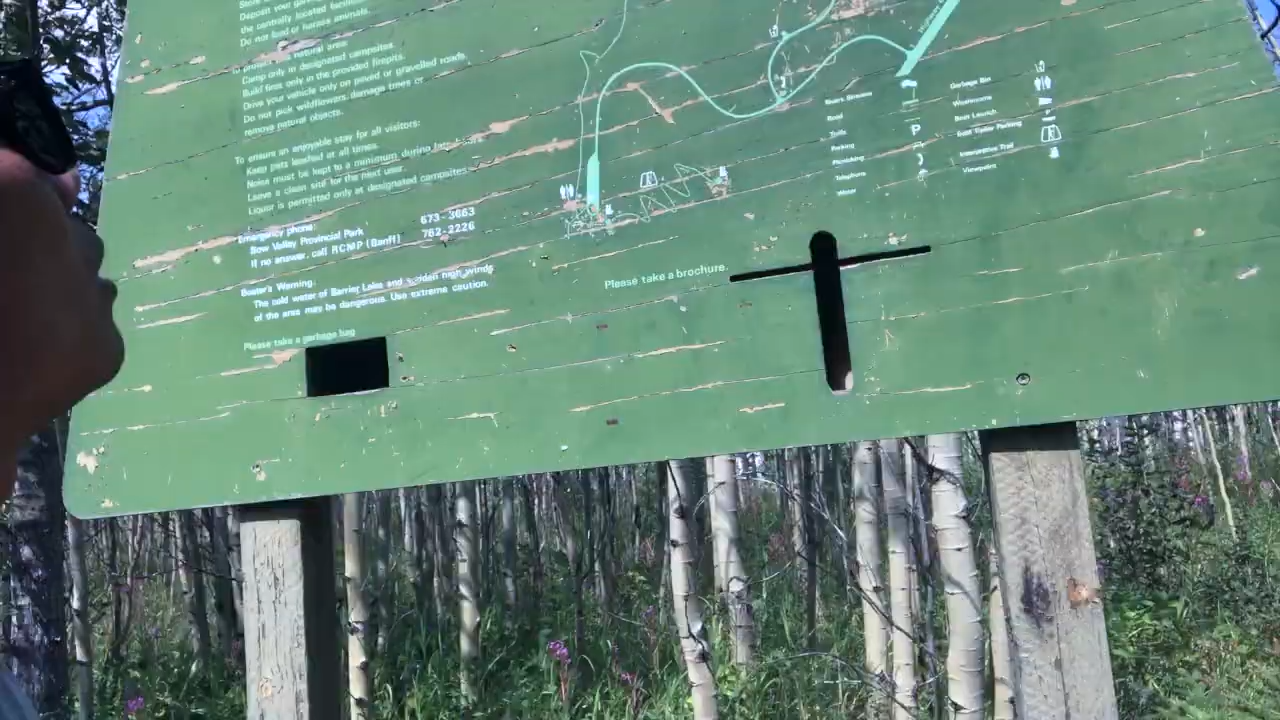 Deposit your
the centrally located
Do not feed or harass animals.
natural area
Camp only in designated campsites.
Build fires only in the provided firepits.
Drive your vehicle only on paved or gravelled roads.
Do not pick wildflowers, damage trees or
remove natural objects.
To ensure an enjoyable stay for all visitors:
Keep pets leashed at all times.
Noise must be kept to a minimum during
Leave a clean site for the next user.
Liquor is permitted only at designated campsites.
Emergency phone:
Bow Valley Provincial Park 673-3663
If no answer, call RCMP (Banff) 762-2226
Boater's Warning:
The cold water of Barrier Lake and sudden high winds
of the area may be dangerous. Use extreme caution.
Please take a garbage bag
Please take a brochure.
Road
Trails
Parking
Telephone
Water
Garbage Bin
Washrooms
Boat Launch
Boat Trailer Parking
Interpretive Trail
Viewpoint
P